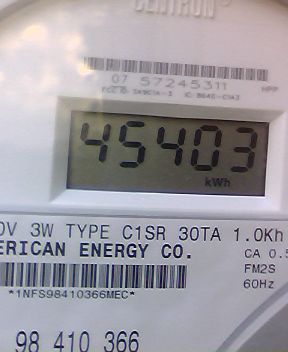 CENTRON®
07 57245311
45403
kWh
0V 3W TYPE C1SR 30TA 1.0Kh
ERICAN ENERGY CO.
CA 0.5
FM2S
60Hz
*1NFS98410366MEC*
98 410 366